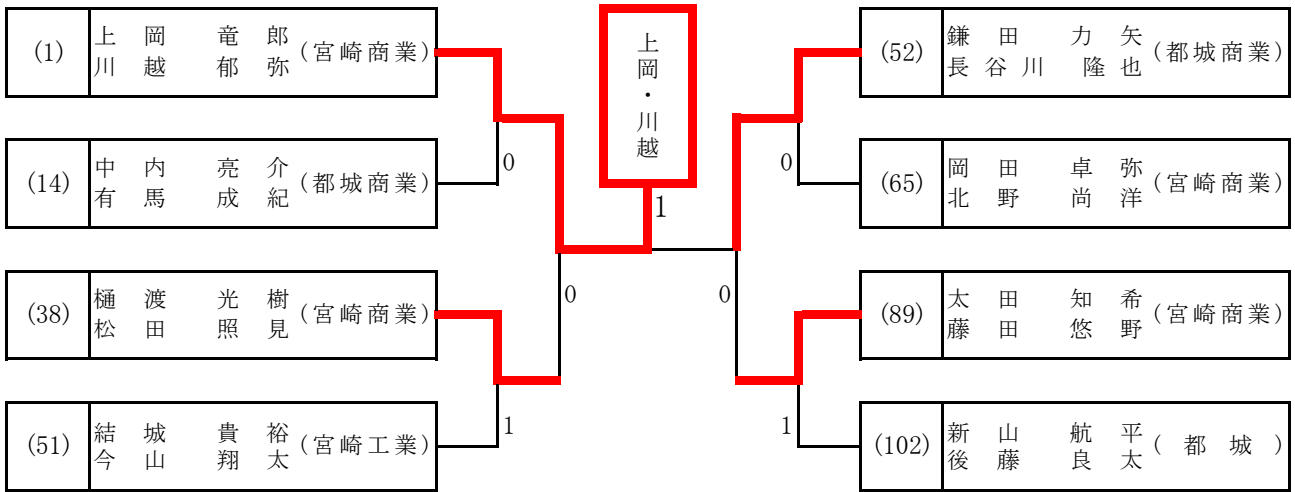 (1) 上岡 竜郎
川越 郁弥 (宮崎商業)
0
(14) 中内 亮介
有馬 成紀 (都城商業)
0
(38) 樋渡 光樹
松田 照見 (宮崎商業)
1
(51) 結城 貴裕
今山 翔太 (宮崎工業)
上岡・川越
1
(52) 鎌田 力矢
長谷川 隆也 (都城商業)
0
(65) 岡田 卓弥
北野 尚洋 (宮崎商業)
0
(89) 太田 知希
藤田 悠野 (宮崎商業)
1
(102) 新山 航平
後藤 良太 (都城)